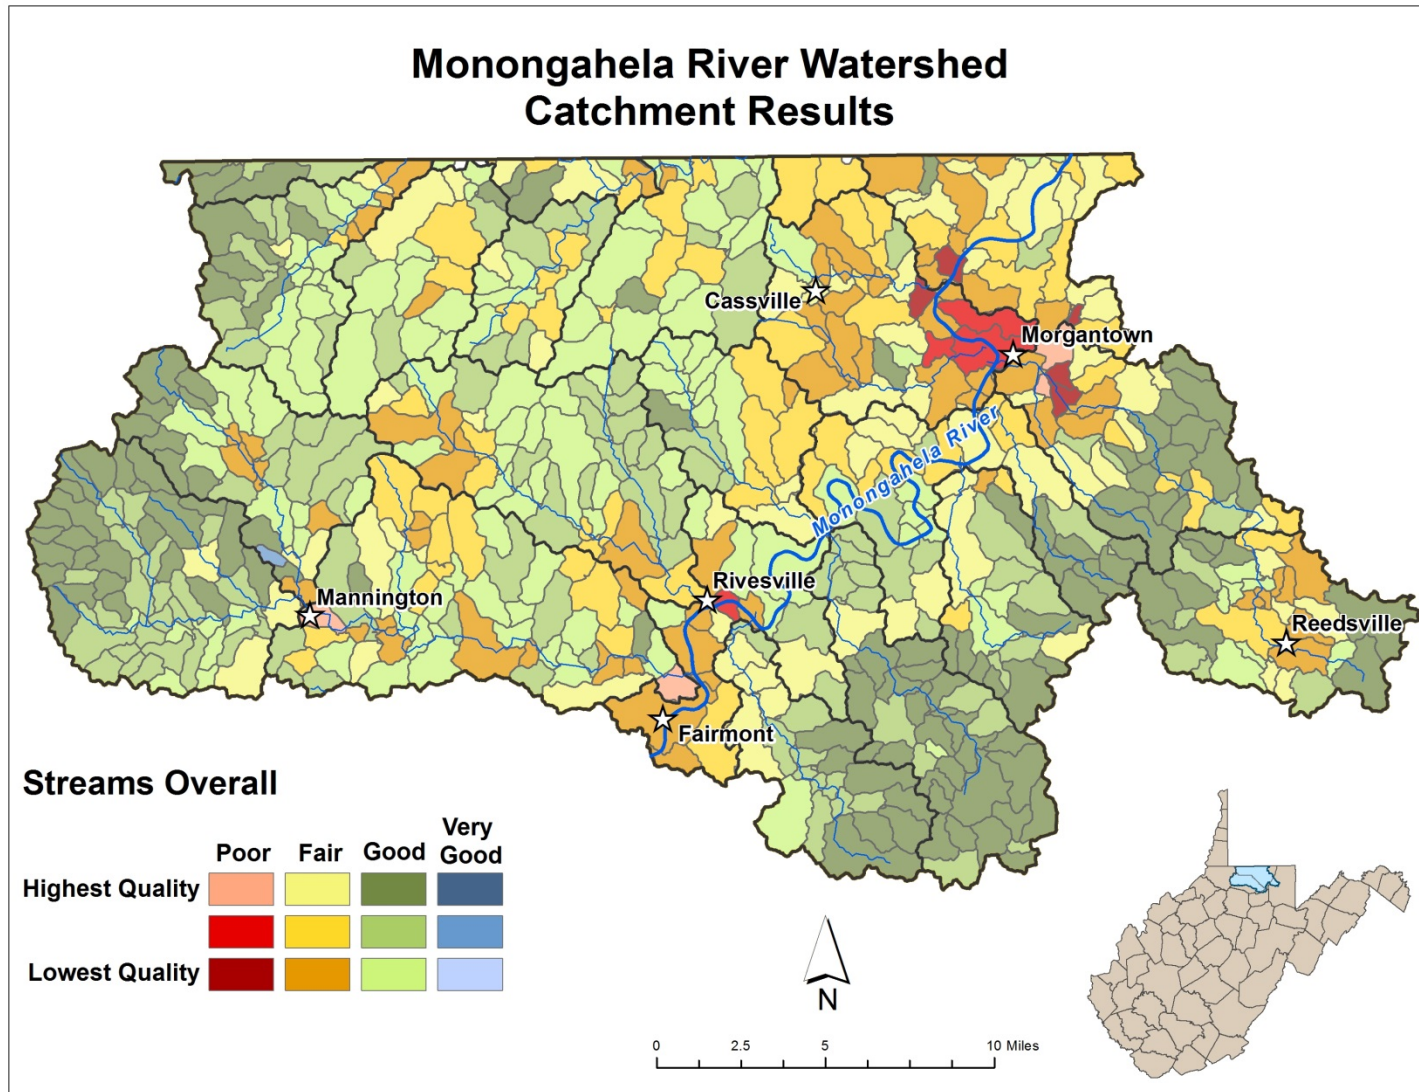 Monongahela River Watershed
Catchment Results
Cassville
Morgantown
Monongahela River
Rivesville
Mannington
Reedsville
Fairmont
Streams Overall
Poor Fair Good Very Good
Highest Quality
Lowest Quality
N
0 2.5 5 10 Miles